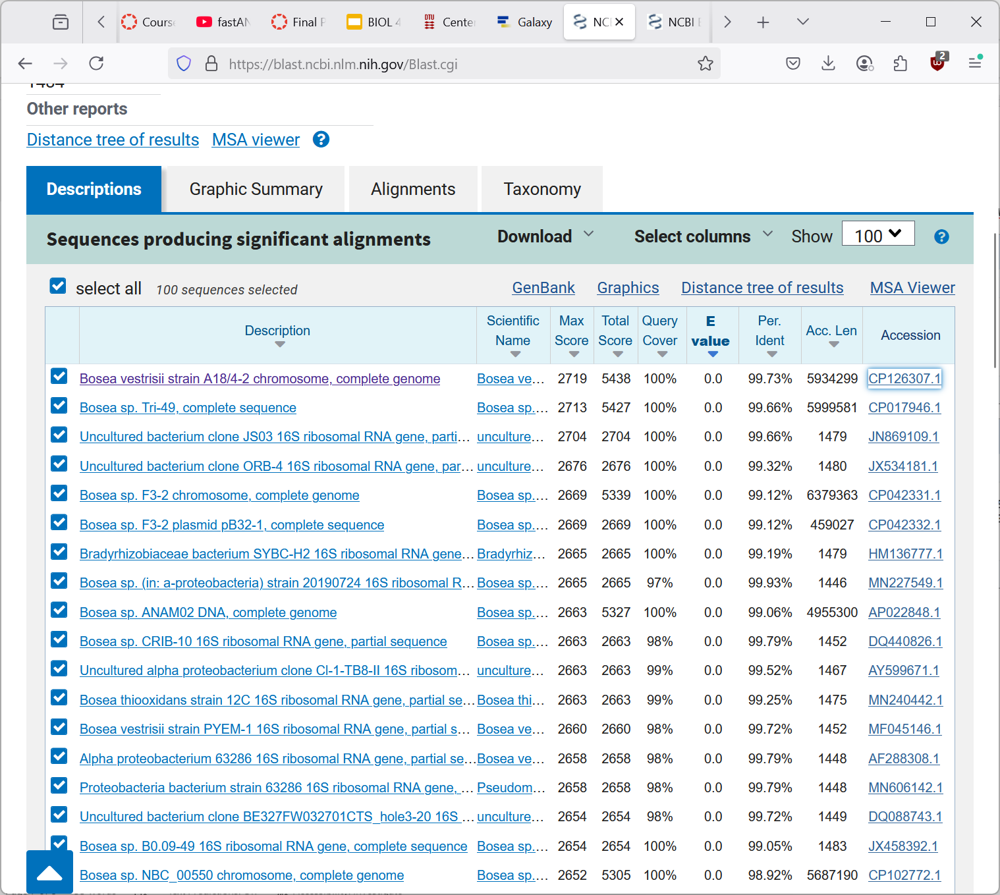 Course
fastAN
Final P
BIOL 4
Center
Galaxy
NC
NCBI
https://blast.ncbi.nlm.nih.gov/Blast.cgi
2
1484
Other reports
Distance tree of results MSA viewer ?
Descriptions Graphic Summary Alignments Taxonomy
Sequences producing significant alignments Download Select columns Show 100 ?
select all 100 sequences selected GenBank Graphics Distance tree of results MSA Viewer
Description Scientific Name Max Score Total Score Query Cover E value Per. Ident Acc. Len Accession
Bosea vestrisii strain A18/4-2 chromosome, complete genome Bosea ve... 2719 5438 100% 0.0 99.73% 5934299 CP126307.1
Bosea sp. Tri-49, complete sequence Bosea sp.... 2713 5427 100% 0.0 99.66% 5999581 CP017946.1
Uncultured bacterium clone JS03 16S ribosomal RNA gene, parti... unculture... 2704 2704 100% 0.0 99.66% 1479 JN869109.1
Uncultured bacterium clone ORB-4 16S ribosomal RNA gene, par... unculture... 2676 2676 100% 0.0 99.32% 1480 JX534181.1
Bosea sp. F3-2 chromosome, complete genome Bosea sp.... 2669 5339 100% 0.0 99.12% 6379363 CP042331.1
Bosea sp. F3-2 plasmid pB32-1, complete sequence Bosea sp.... 2669 2669 100% 0.0 99.12% 459027 CP042332.1
Bradyrhizobiaceae bacterium SYBC-H2 16S ribosomal RNA gene... Bradyrhiz... 2665 2665 100% 0.0 99.19% 1479 HM136777.1
Bosea sp. (in: a-proteobacteria) strain 20190724 16S ribosomal R... Bosea sp.... 2665 2665 97% 0.0 99.93% 1446 MN227549.1
Bosea sp. ANAM02 DNA, complete genome Bosea sp.... 2663 5327 100% 0.0 99.06% 4955300 AP022848.1
Bosea sp. CRIB-10 16S ribosomal RNA gene, partial sequence Bosea sp.... 2663 2663 98% 0.0 99.79% 1452 DQ440826.1
Uncultured alpha proteobacterium clone CI-1-TB8-II 16S ribosom... unculture... 2663 2663 99% 0.0 99.52% 1467 AY599671.1
Bosea thiooxidans strain 12C 16S ribosomal RNA gene, partial se... Bosea thi... 2663 2663 99% 0.0 99.25% 1475 MN240442.1
Bosea vestrisii strain PYEM-1 16S ribosomal RNA gene, partial s... Bosea ve... 2660 2660 98% 0.0 99.72% 1452 MF045146.1
Alpha proteobacterium 63286 16S ribosomal RNA gene, partial se... Bosea ve... 2658 2658 98% 0.0 99.79% 1448 AF288308.1
Proteobacteria bacterium strain 63286 16S ribosomal RNA gene, ... Pseudom... 2658 2658 98% 0.0 99.79% 1448 MN606142.1
Uncultured bacterium clone BE327FW032701CTS_hole3-20 16S ... unculture... 2654 2654 98% 0.0 99.72% 1449 DQ088743.1
Bosea sp. B0.09-49 16S ribosomal RNA gene, complete sequence Bosea sp.... 2654 2654 100% 0.0 99.05% 1483 JX458392.1
Bosea sp. NBC_00550 chromosome, complete genome Bosea sp.... 2652 5305 100% 0.0 98.92% 5687190 CP102772.1